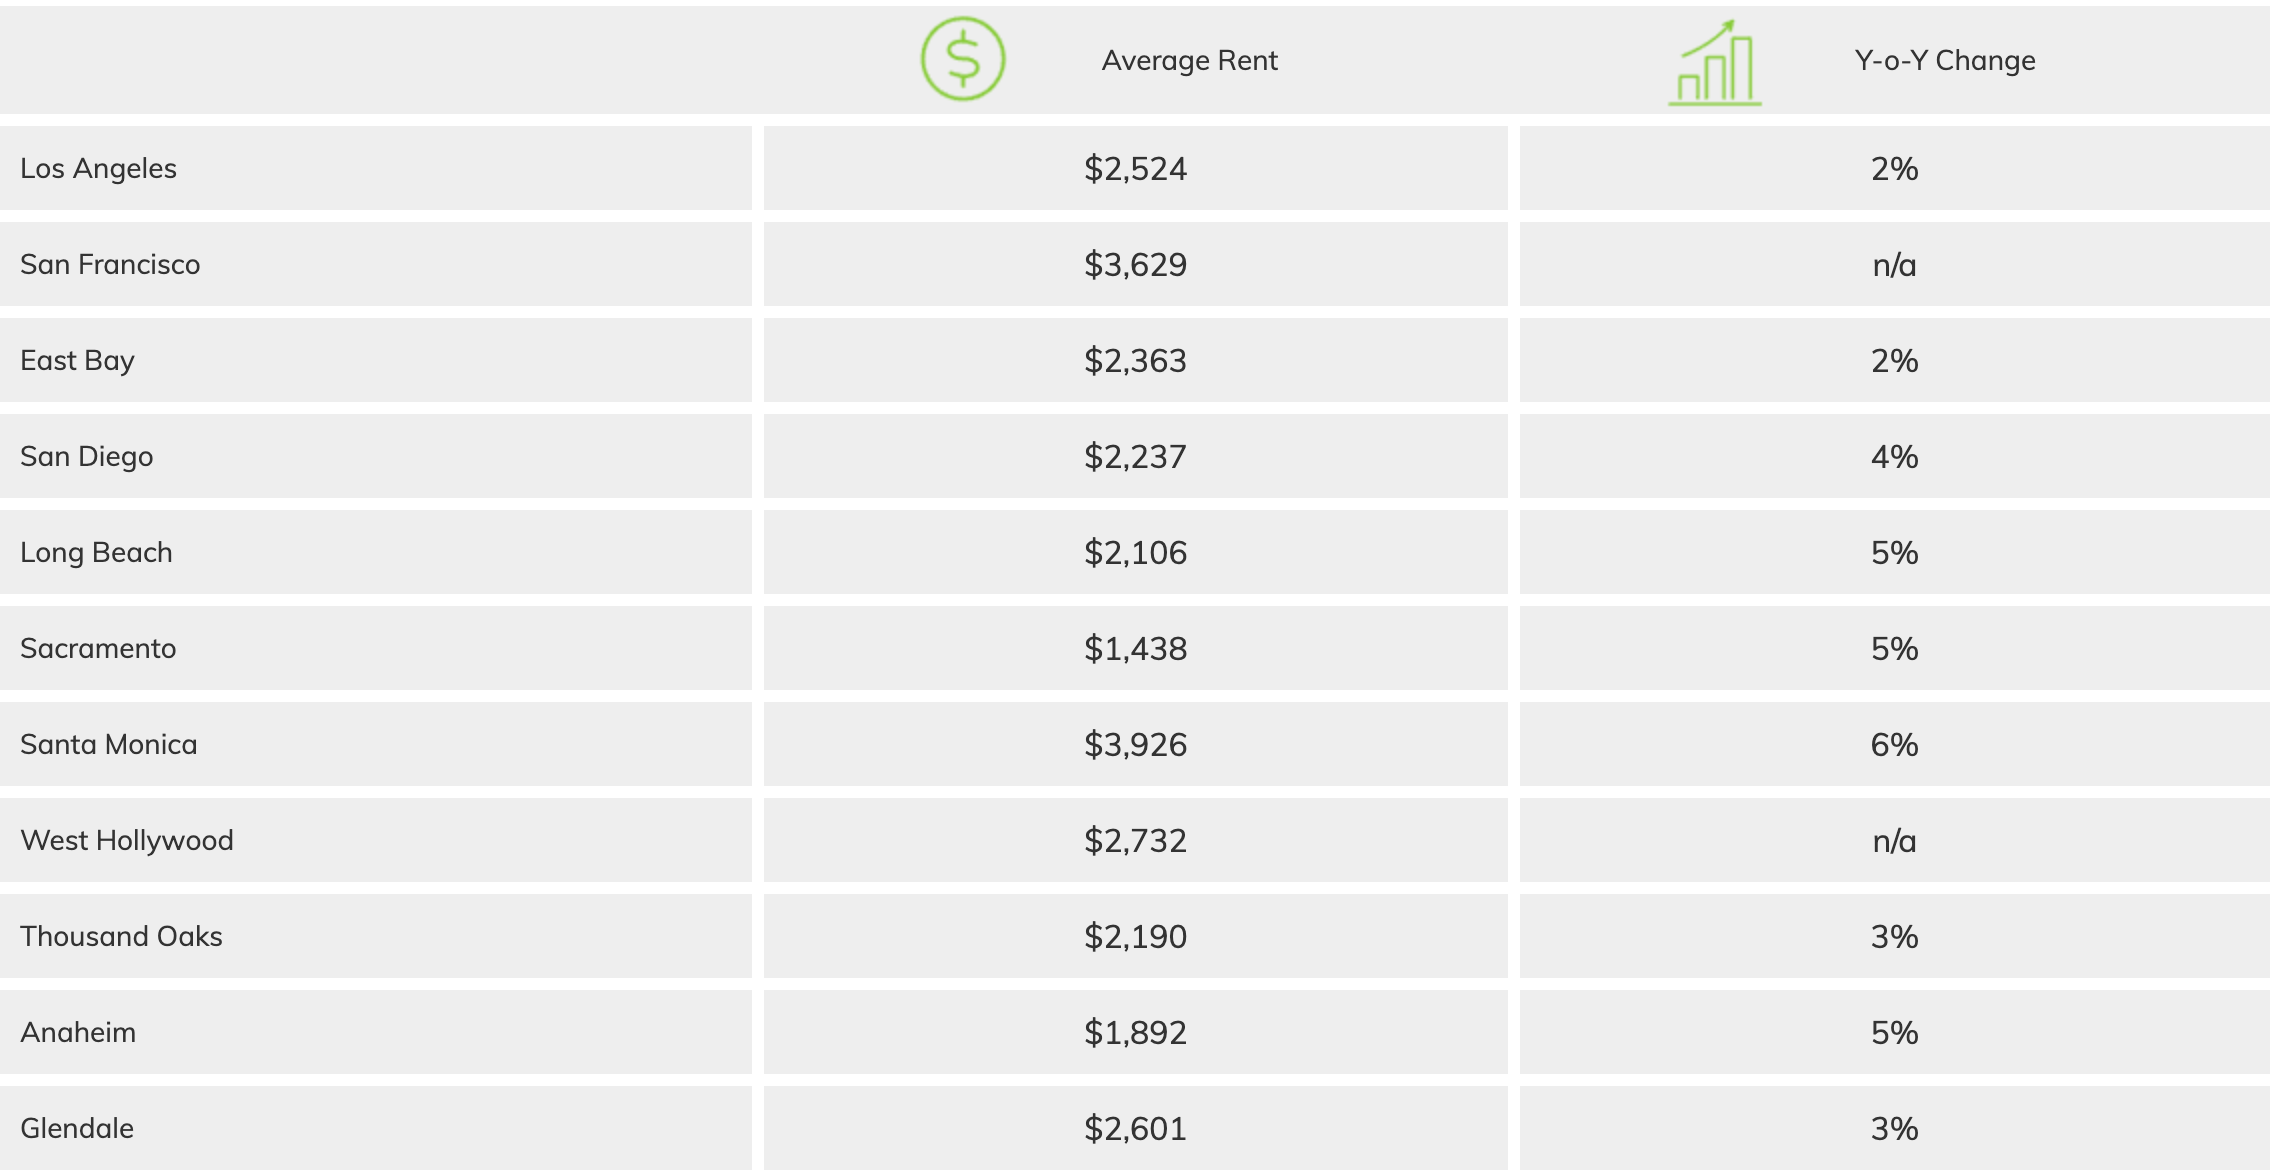 Average Rent Y-o-Y Change
Los Angeles $2,524 2%
San Francisco $3,629 n/a
East Bay $2,363 2%
San Diego $2,237 4%
Long Beach $2,106 5%
Sacramento $1,438 5%
Santa Monica $3,926 6%
West Hollywood $2,732 n/a
Thousand Oaks $2,190 3%
Anaheim $1,892 5%
Glendale $2,601 3%